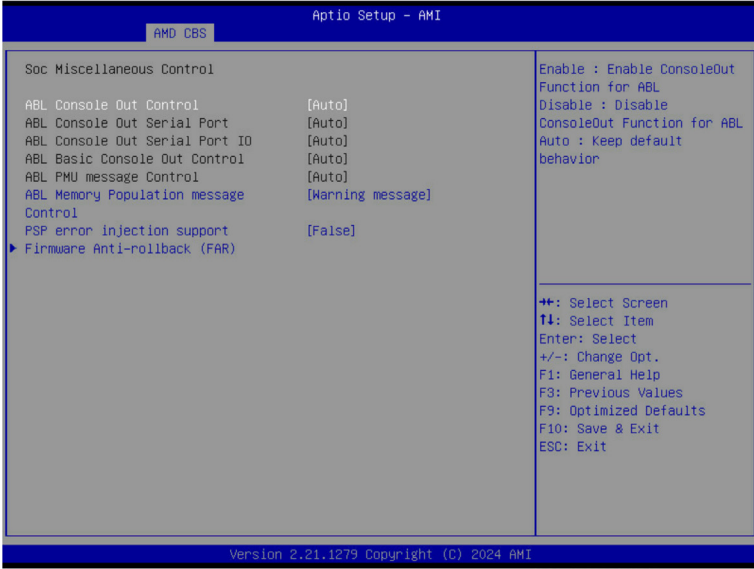 Aptio Setup – AMI
AMD CBS
Soc Miscellaneous Control
ABL Console Out Control [Auto]
ABL Console Out Serial Port [Auto]
ABL Console Out Serial Port IO [Auto]
ABL Basic Console Out Control [Auto]
ABL PMU message Control [Auto]
ABL Memory Population message [Warning message]
Control
PSP error injection support [False]
Firmware Anti-rollback (FAR)
Enable : Enable ConsoleOut
Function for ABL
Disable : Disable
ConsoleOut Function for ABL
Auto : Keep default
behavior
→←: Select Screen
↑↓: Select Item
Enter: Select
+/-: Change Opt.
F1: General Help
F3: Previous Values
F9: Optimized Defaults
F10: Save & Exit
ESC: Exit
Version 2.21.1279 Copyright (C) 2024 AMI